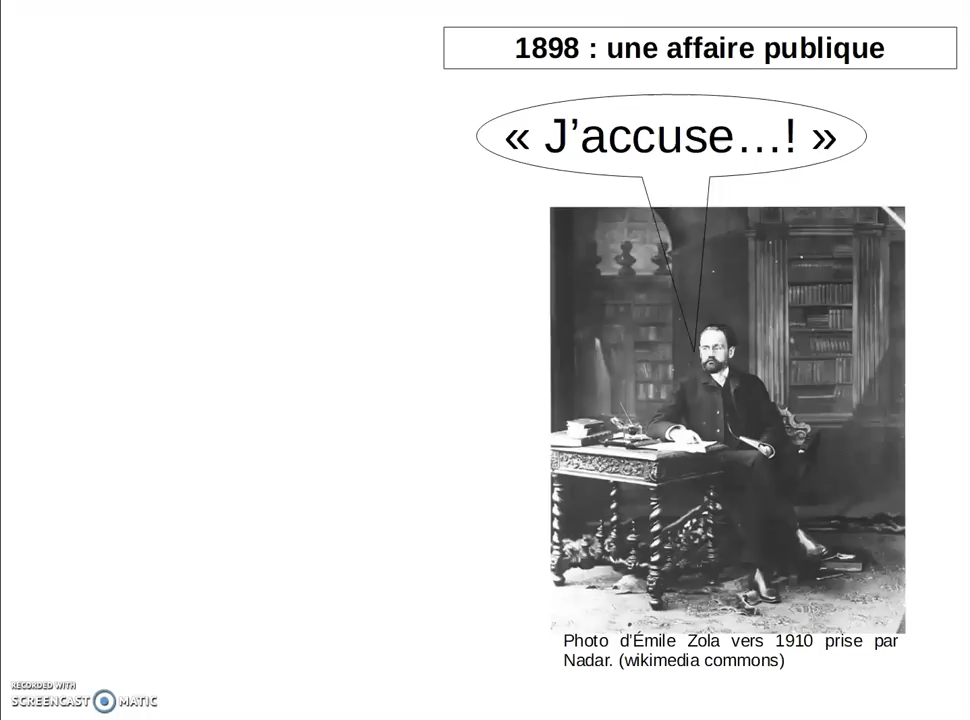 1898 : une affaire publique
« J’accuse…! »
Photo d’Émile Zola vers 1910 prise par
Nadar. (wikimedia commons)
RECORDED WITH
SCREENCAST MATIC